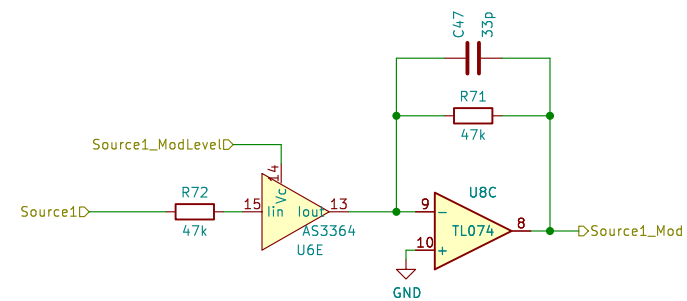 C47
33p
R71
47k
Source1_ModLevel
14
Vc
R72
15
Iin
Iout
13
Source1
47k
AS3364
U6E
U8C
9
-
TL074
8
10
+
Source1_Mod
GND